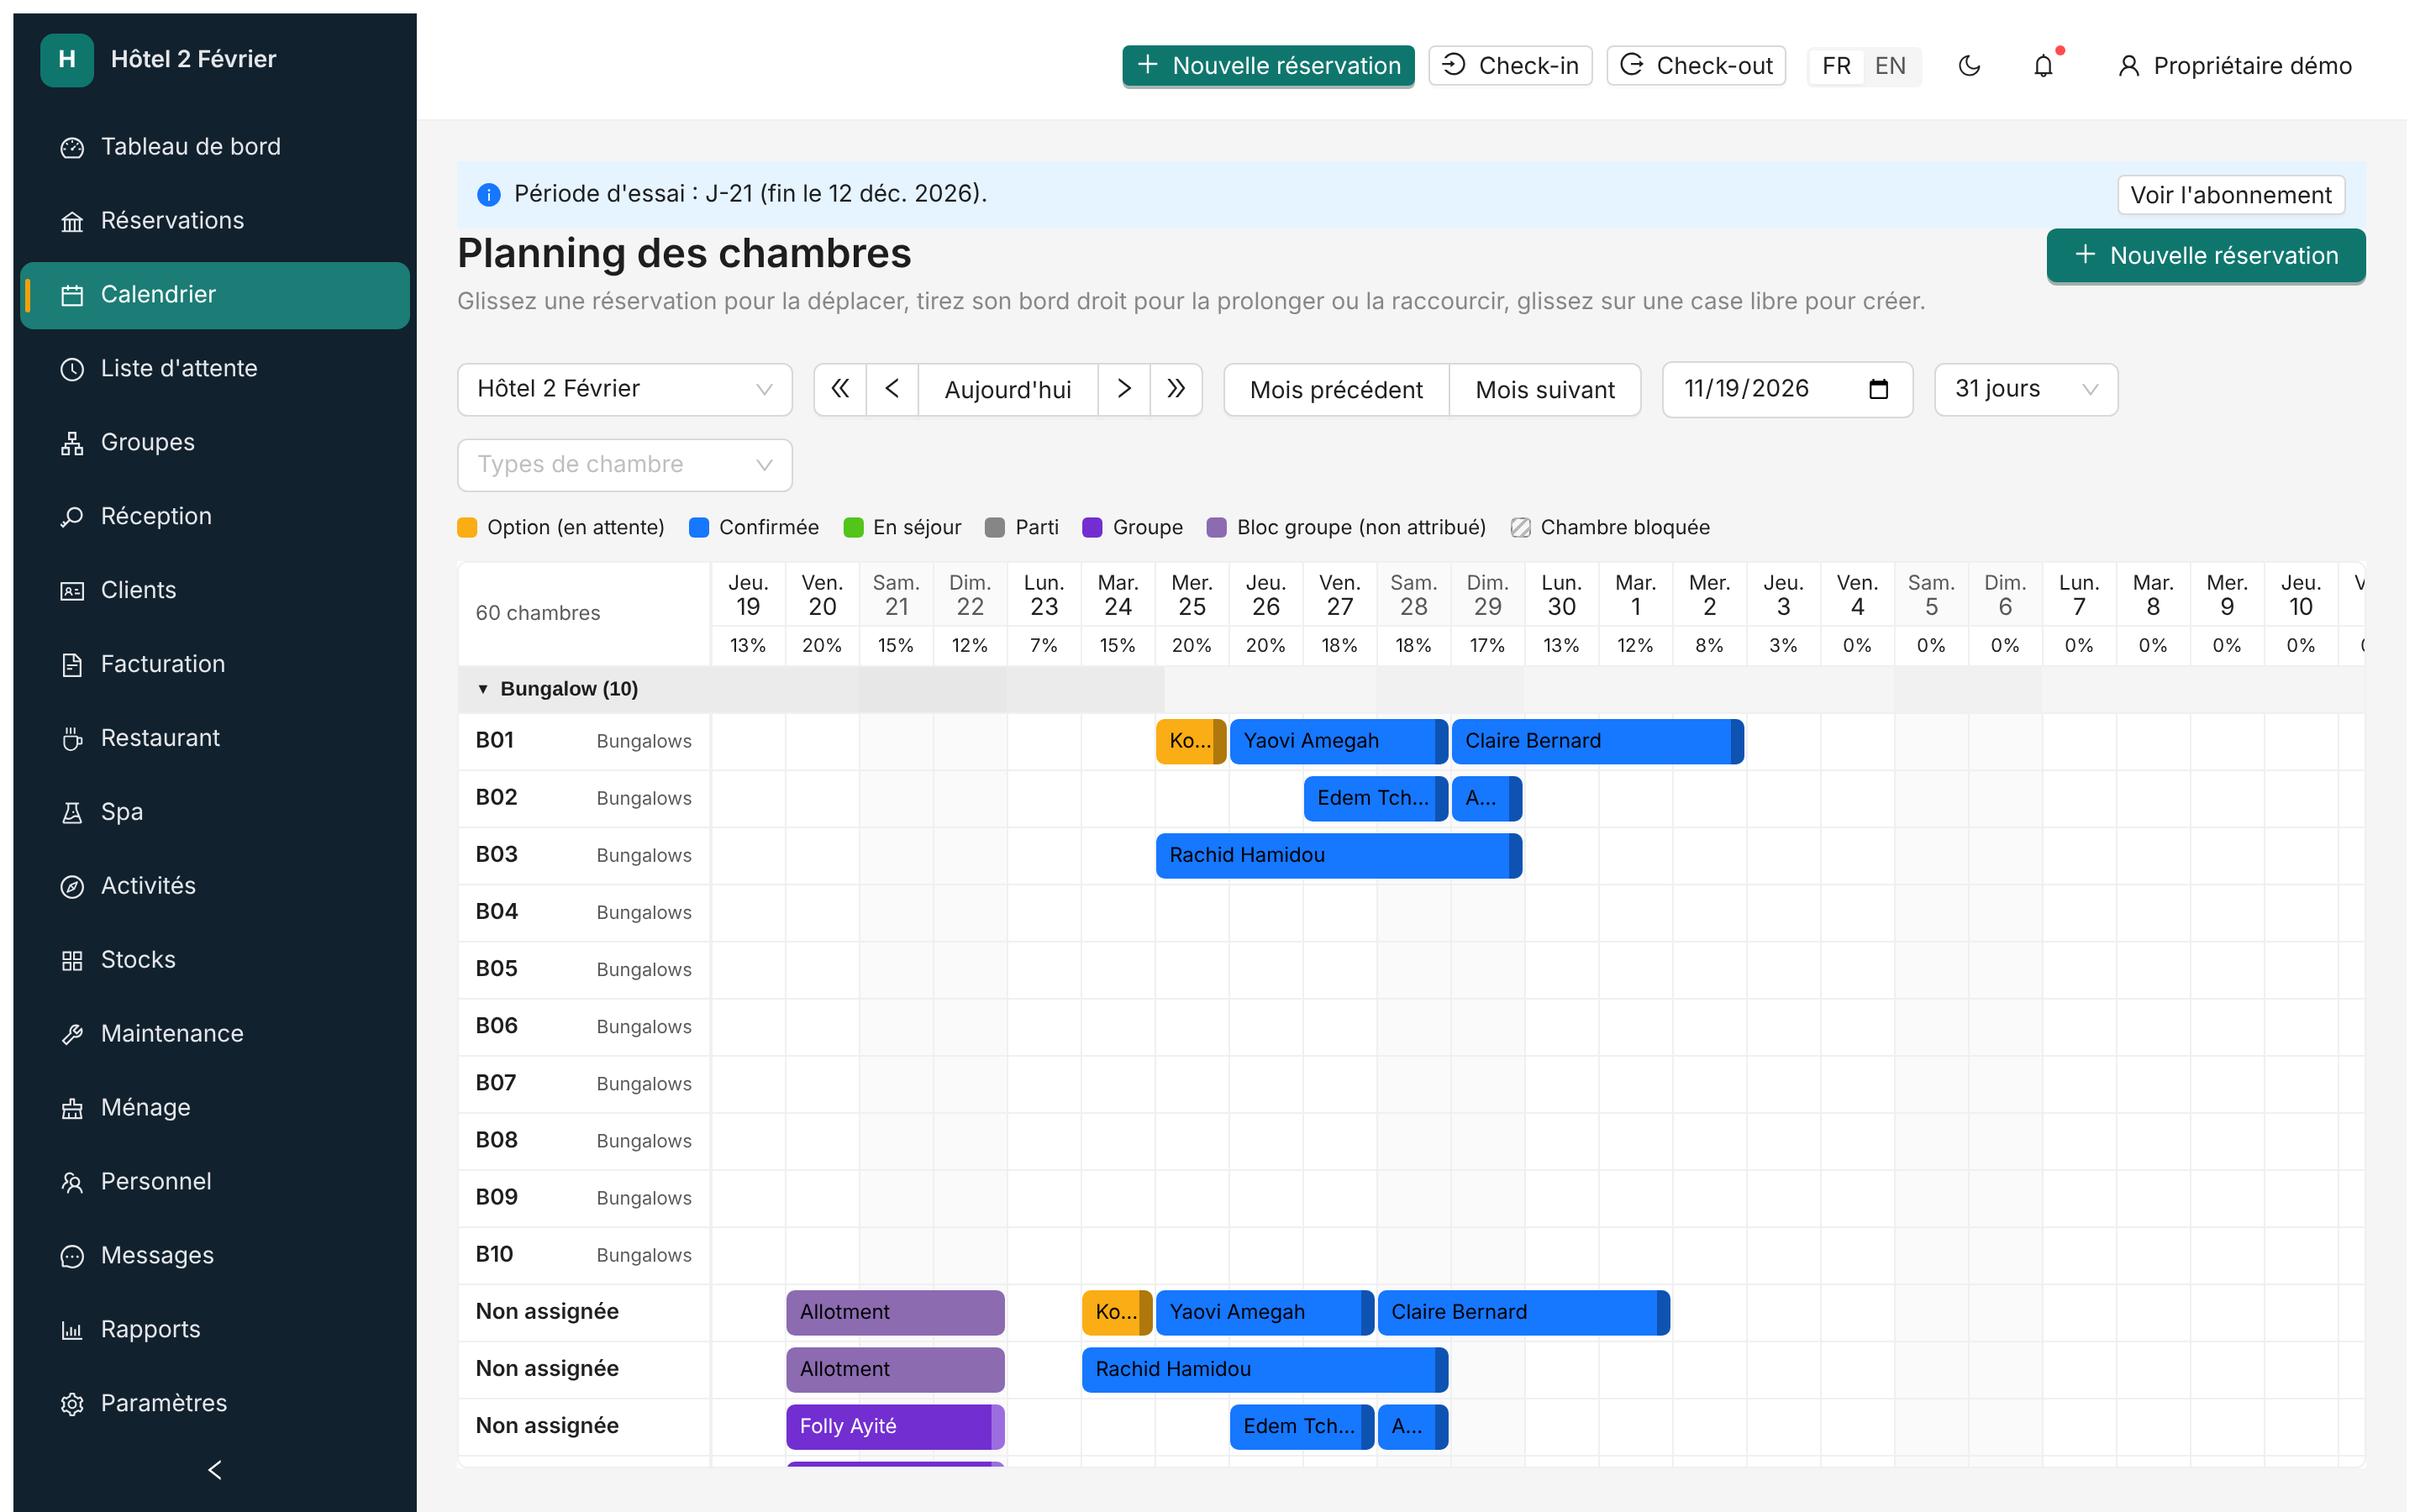 H Hôtel 2 Février
Nouvelle réservation Check-in Check-out FR EN Propriétaire démo
Tableau de bord
Réservations
Calendrier
Liste d'attente
Groupes
Réception
Clients
Facturation
Restaurant
Spa
Activités
Stocks
Maintenance
Ménage
Personnel
Messages
Rapports
Paramètres
Période d'essai : J-21 (fin le 12 déc. 2026). Voir l'abonnement
Planning des chambres
Nouvelle réservation
Glissez une réservation pour la déplacer, tirez son bord droit pour la prolonger ou la raccourcir, glissez sur une case libre pour créer.
Hôtel 2 Février Aujourd'hui Mois précédent Mois suivant 11/19/2026 31 jours
Types de chambre
Option (en attente) Confirmée En séjour Parti Groupe Bloc groupe (non attribué) Chambre bloquée
60 chambres
Jeu. Ven. Sam. Dim. Lun. Mar. Mer. Jeu. Ven. Sam. Dim. Lun. Mar. Mer. Jeu. Ven. Sam. Dim. Lun. Mar. Mer. Jeu.
19 20 21 22 23 24 25 26 27 28 29 30 1 2 3 4 5 6 7 8 9 10
13% 20% 15% 12% 7% 15% 20% 20% 18% 18% 17% 13% 12% 8% 3% 0% 0% 0% 0% 0% 0% 0%
▼ Bungalow (10)
B01 Bungalows Ko... Yaovi Amegah Claire Bernard
B02 Bungalows Edem Tch... A...
B03 Bungalows Rachid Hamidou
B04 Bungalows
B05 Bungalows
B06 Bungalows
B07 Bungalows
B08 Bungalows
B09 Bungalows
B10 Bungalows
Non assignée Allotment Ko... Yaovi Amegah Claire Bernard
Non assignée Allotment Rachid Hamidou
Non assignée Folly Ayité Edem Tch... A...